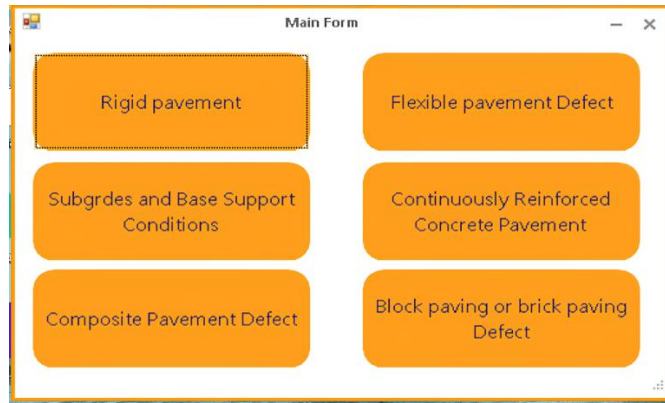 Main Form
Rigid pavement
Flexible pavement Defect
Subgrdes and Base Support
Conditions
Continuously Reinforced
Concrete Pavement
Composite Pavement Defect
Block paving or brick paving
Defect